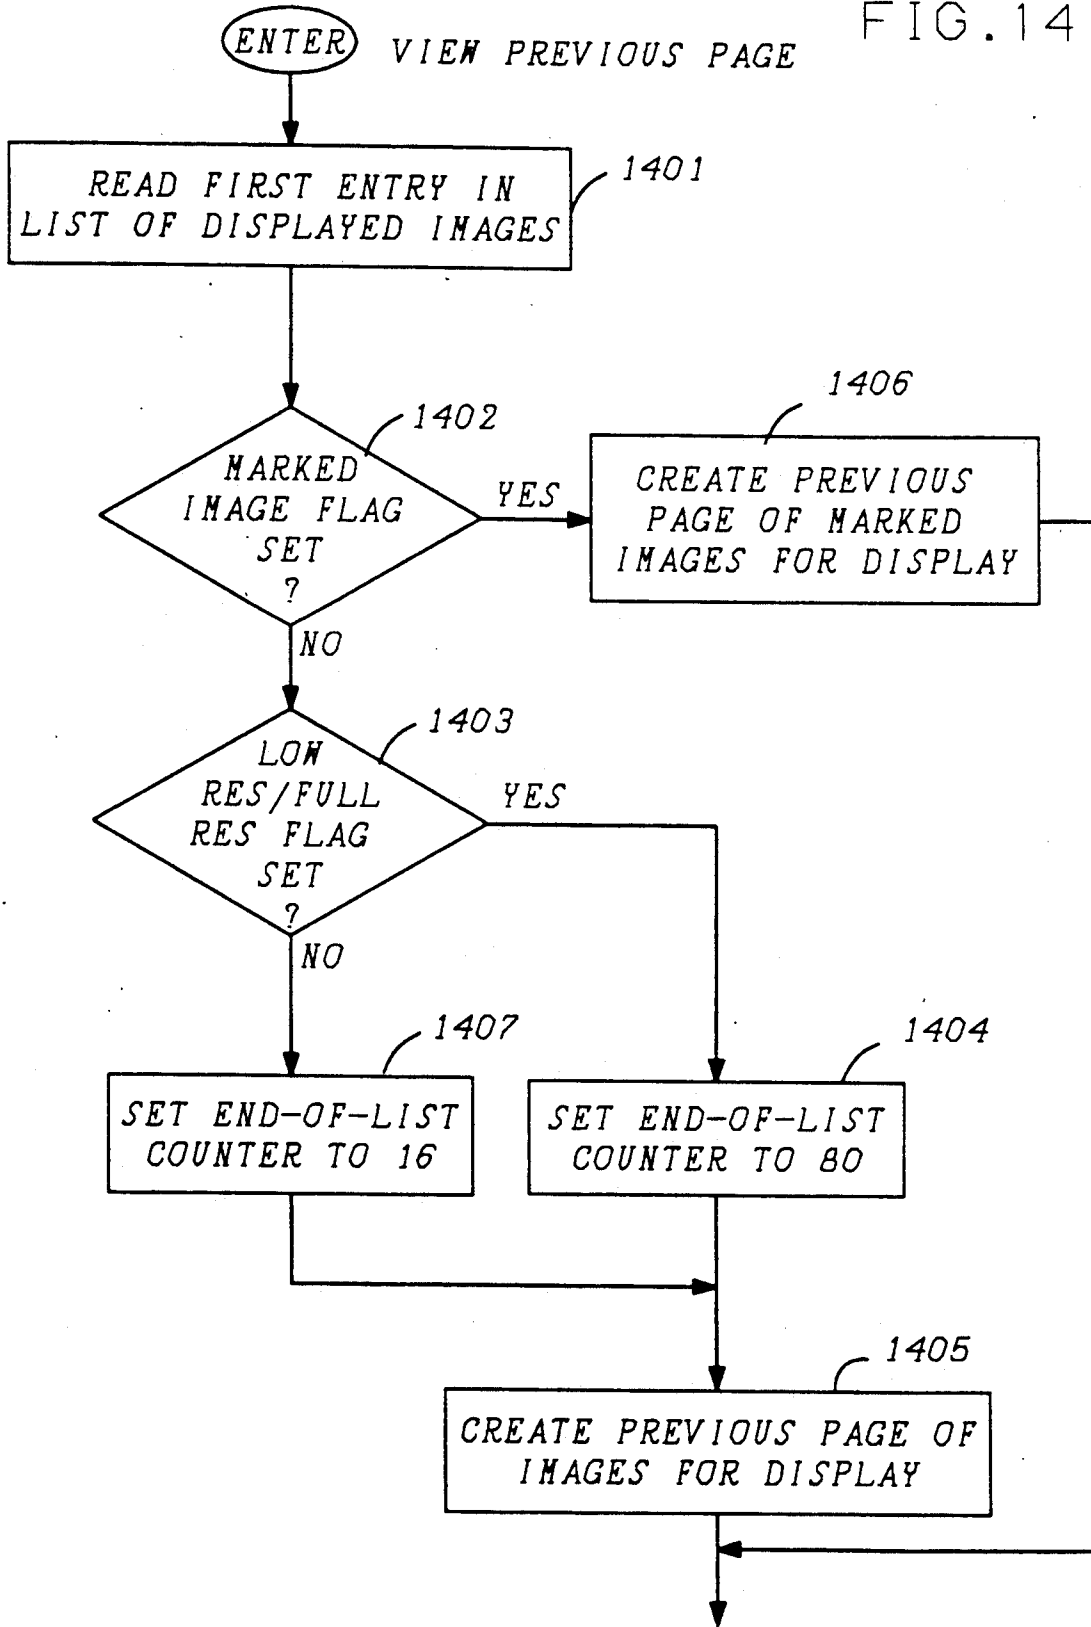 FIG.14
ENTER
VIEW PREVIOUS PAGE
1401
READ FIRST ENTRY IN
LIST OF DISPLAYED IMAGES
1402
MARKED
IMAGE FLAG
SET
?
YES
NO
1406
CREATE PREVIOUS
PAGE OF MARKED
IMAGES FOR DISPLAY
1403
LOW
RES/FULL
RES FLAG
SET
?
YES
NO
1407
SET END-OF-LIST
COUNTER TO 16
1404
SET END-OF-LIST
COUNTER TO 80
1405
CREATE PREVIOUS PAGE OF
IMAGES FOR DISPLAY